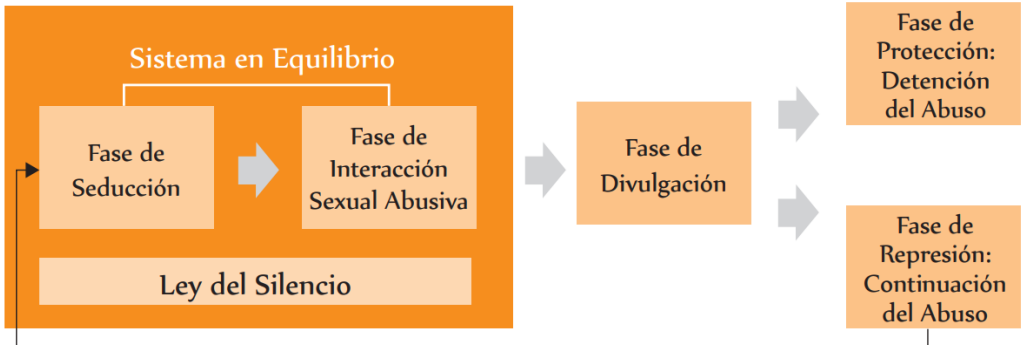 Sistema en Equilibrio
Fase de
Seducción
Fase de
Interacción
Sexual Abusiva
Ley del Silencio
Fase de
Divulgación
Fase de
Protección:
Detención
del Abuso
Fase de
Represión:
Continuación
del Abuso